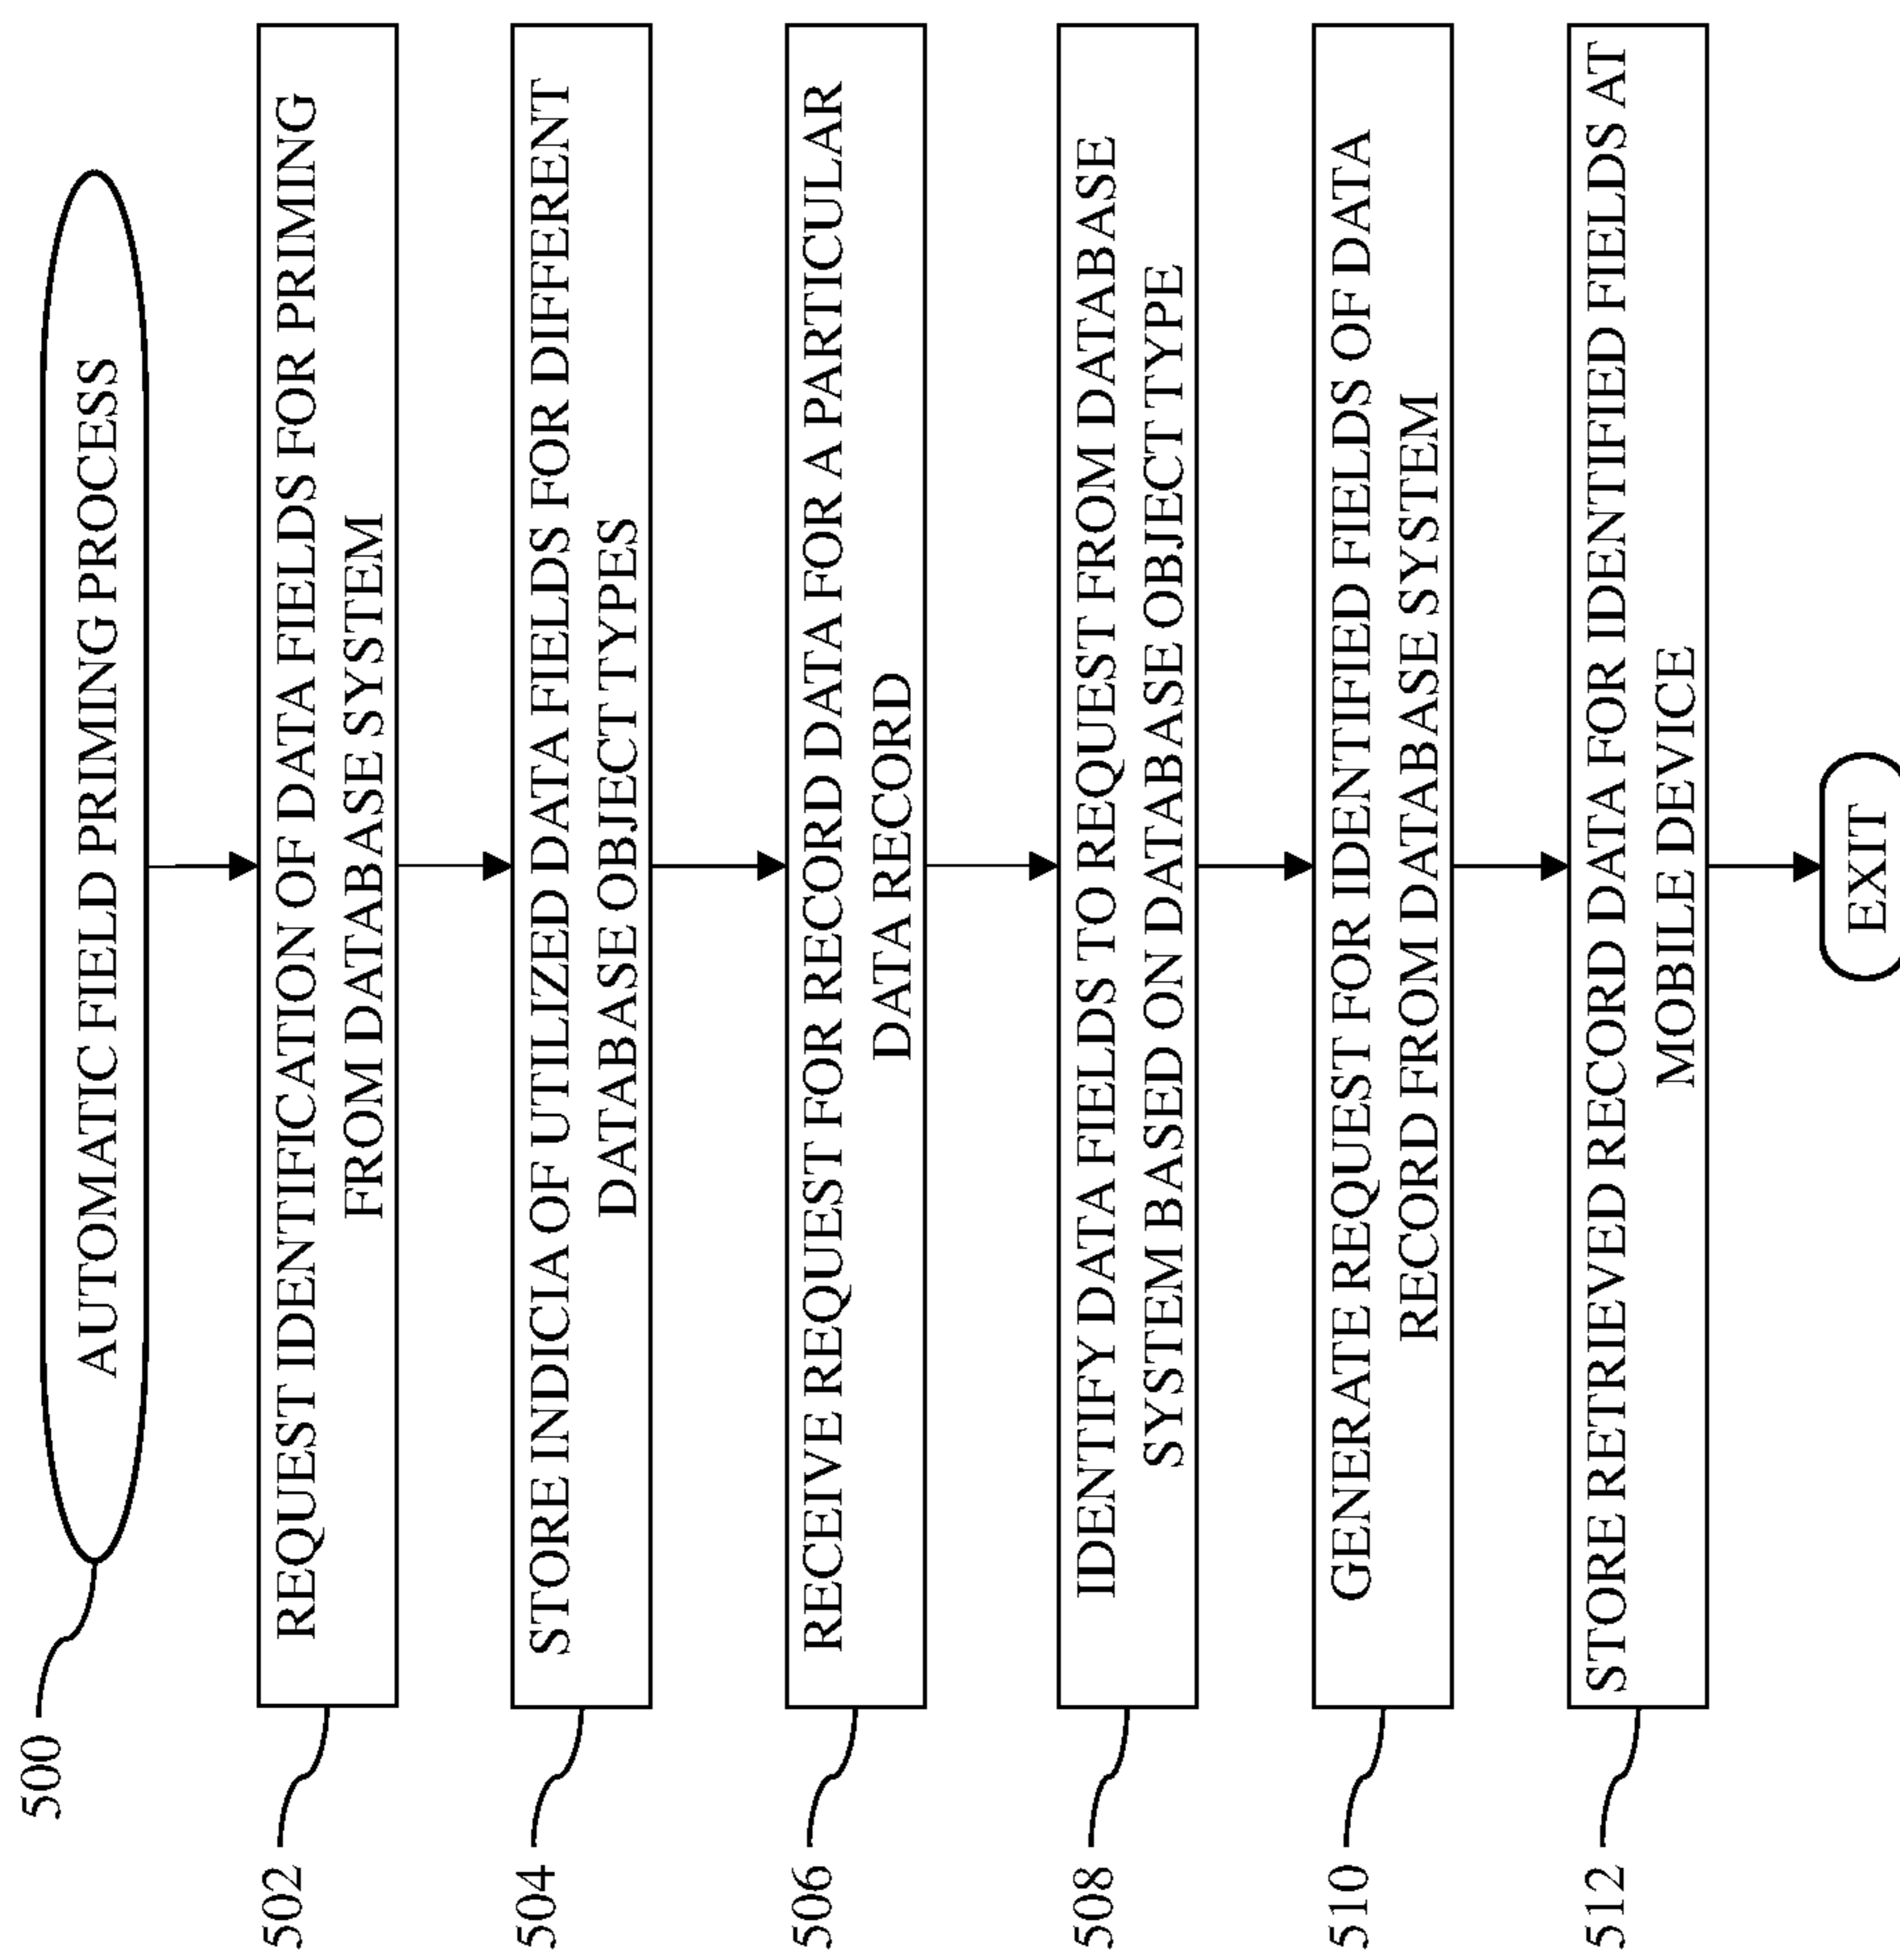 500
AUTOMATIC FIELD PRIMING PROCESS
502
REQUEST IDENTIFICATION OF DATA FIELDS FOR PRIMING
FROM DATABASE SYSTEM
504
STORE INDICIA OF UTILIZED DATA FIELDS FOR DIFFERENT
DATABASE OBJECT TYPES
506
RECEIVE REQUEST FOR RECORD DATA FOR A PARTICULAR
DATA RECORD
508
IDENTIFY DATA FIELDS TO REQUEST FROM DATABASE
SYSTEM BASED ON DATABASE OBJECT TYPE
510
GENERATE REQUEST FOR IDENTIFIED FIELDS OF DATA
RECORD FROM DATABASE SYSTEM
512
STORE RETRIEVED RECORD DATA FOR IDENTIFIED FIELDS AT
MOBILE DEVICE
EXIT